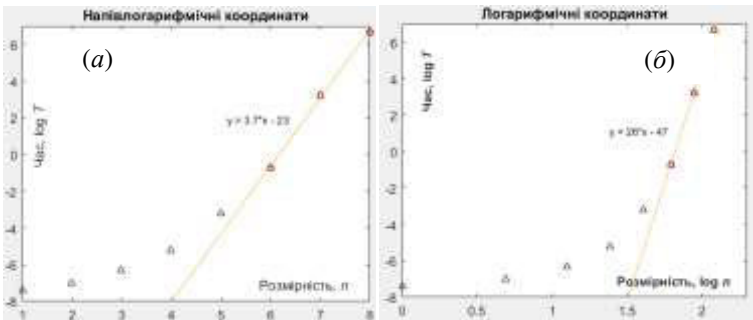 Напівлогарифмічні координати
(а)
Час, log T
y = 3.7*x - 23
Розмірність, n
6
4
2
0
-2
-4
-6
-8
1 2 3 4 5 6 7 8
Логарифмічні координати
(б)
Час, log T
y = 26*x - 47
Розмірність, log n
6
4
2
0
-2
-4
-6
-8
0 0.5 1 1.5 2